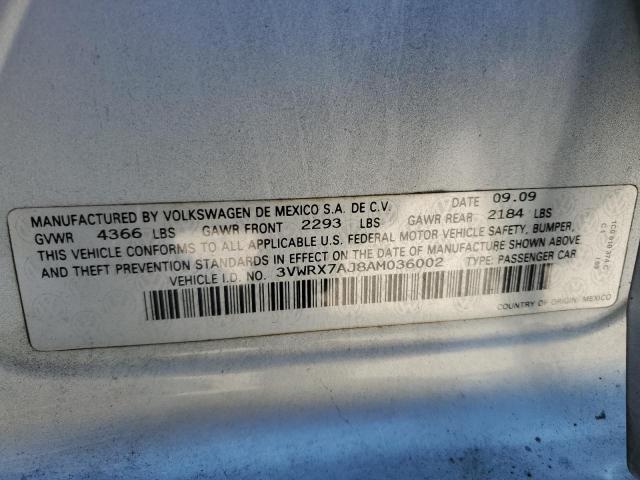 MANUFACTURED BY VOLKSWAGEN DE MEXICO S.A. DE C.V. DATE 09.09
GVWR 4366 LBS GAWR FRONT 2293 LBS GAWR REAR 2184 LBS
THIS VEHICLE CONFORMS TO ALL APPLICABLE U.S. FEDERAL MOTOR VEHICLE SAFETY, BUMPER,
AND THEFT PREVENTION STANDARDS IN EFFECT ON THE DATE OF MANUFACTURE SHOWN ABOVE
VEHICLE I.D. NO. 3VWRX7AJ8AM036002 TYPE: PASSENGER CAR
COUNTRY OF ORIGIN: MEXICO